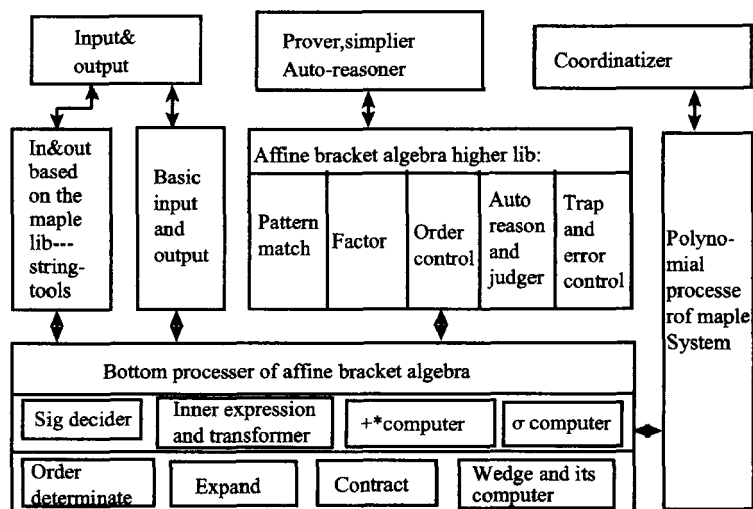 Input&
output
Prover,simplier
Auto-reasoner
Coordinatizer
In&out
based
on the
maple
lib---
string-
tools
Basic
input
and
output
Affine bracket algebra higher lib:
Pattern
match
Factor
Order
control
Auto
reason
and
judger
Trap
and
error
control
Polyno-
mial
processe
rof maple
System
Bottom processer of affine bracket algebra
Sig decider
Inner expression
and transformer
+*computer
σ computer
Order
determinate
Expand
Contract
Wedge and its
computer